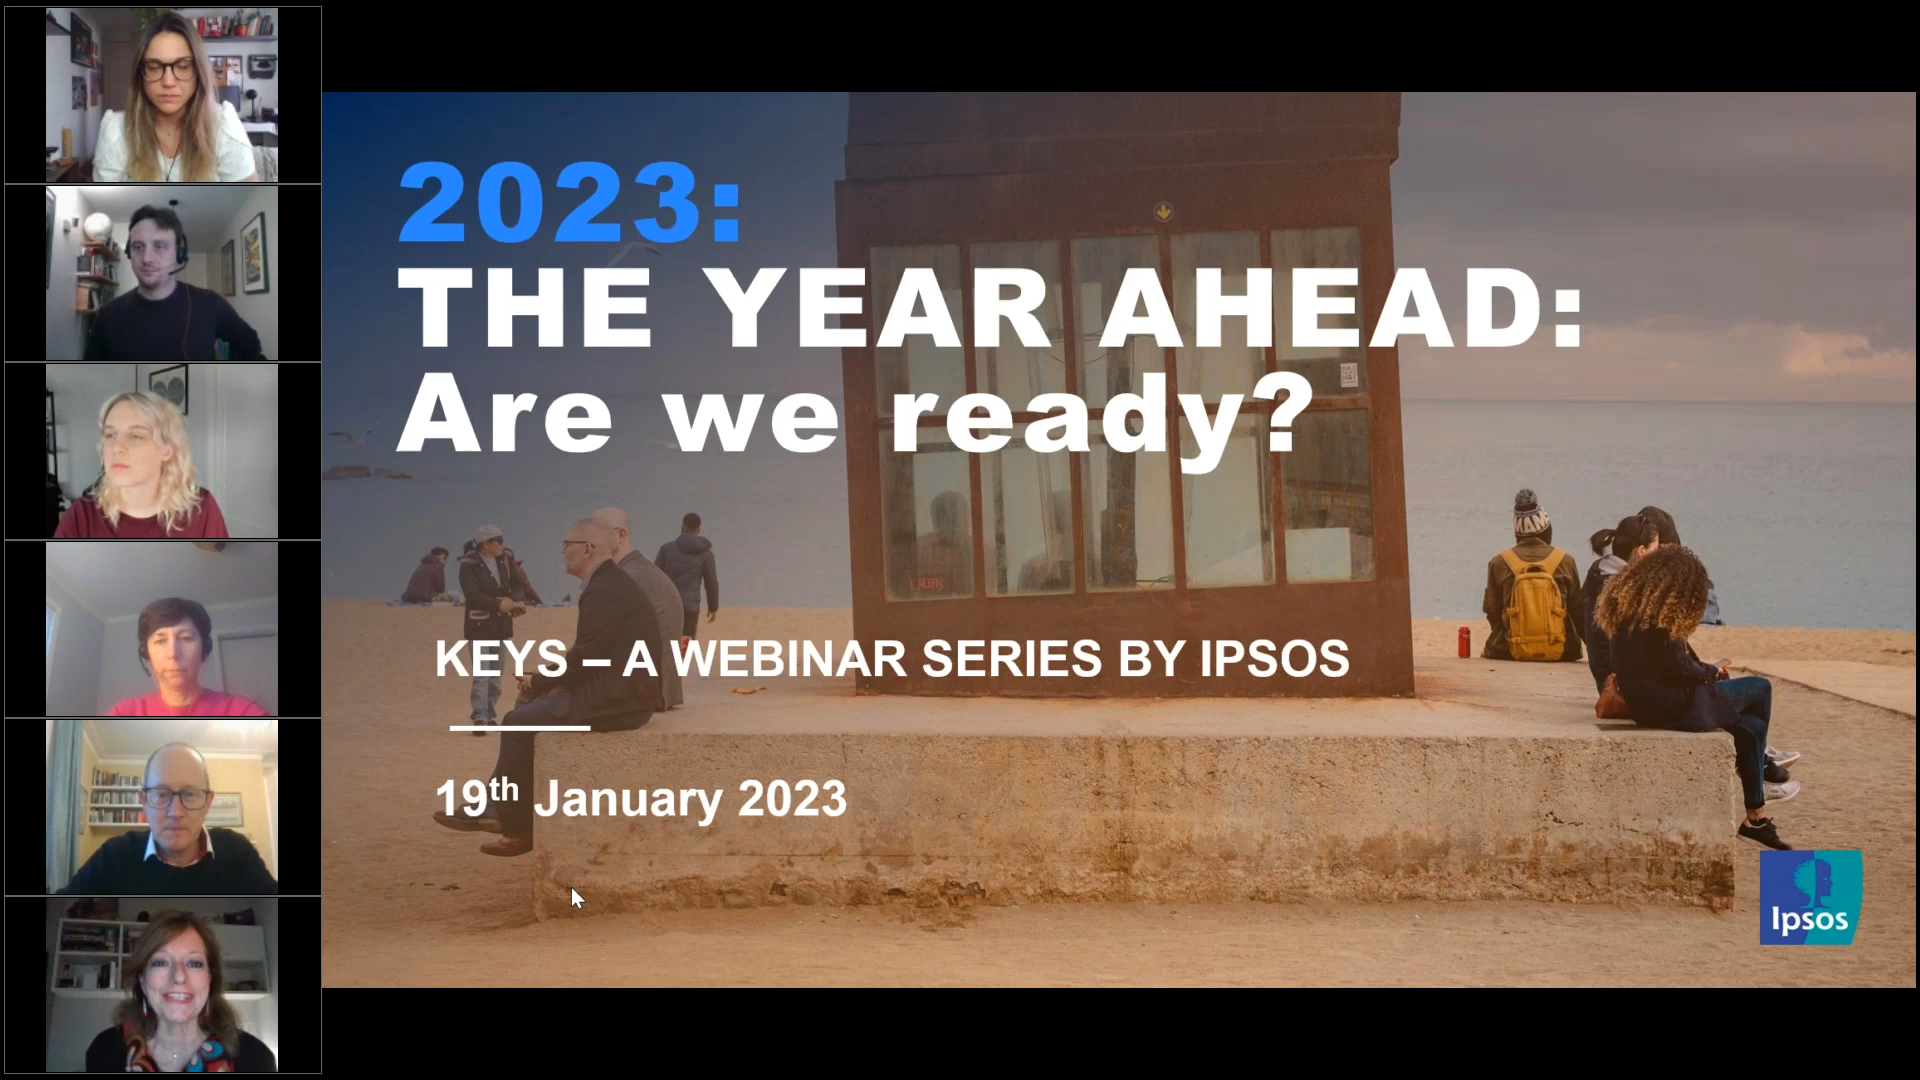 2023:
THE YEAR AHEAD:
Are we ready?
KEYS – A WEBINAR SERIES BY IPSOS
19th January 2023
Ipsos